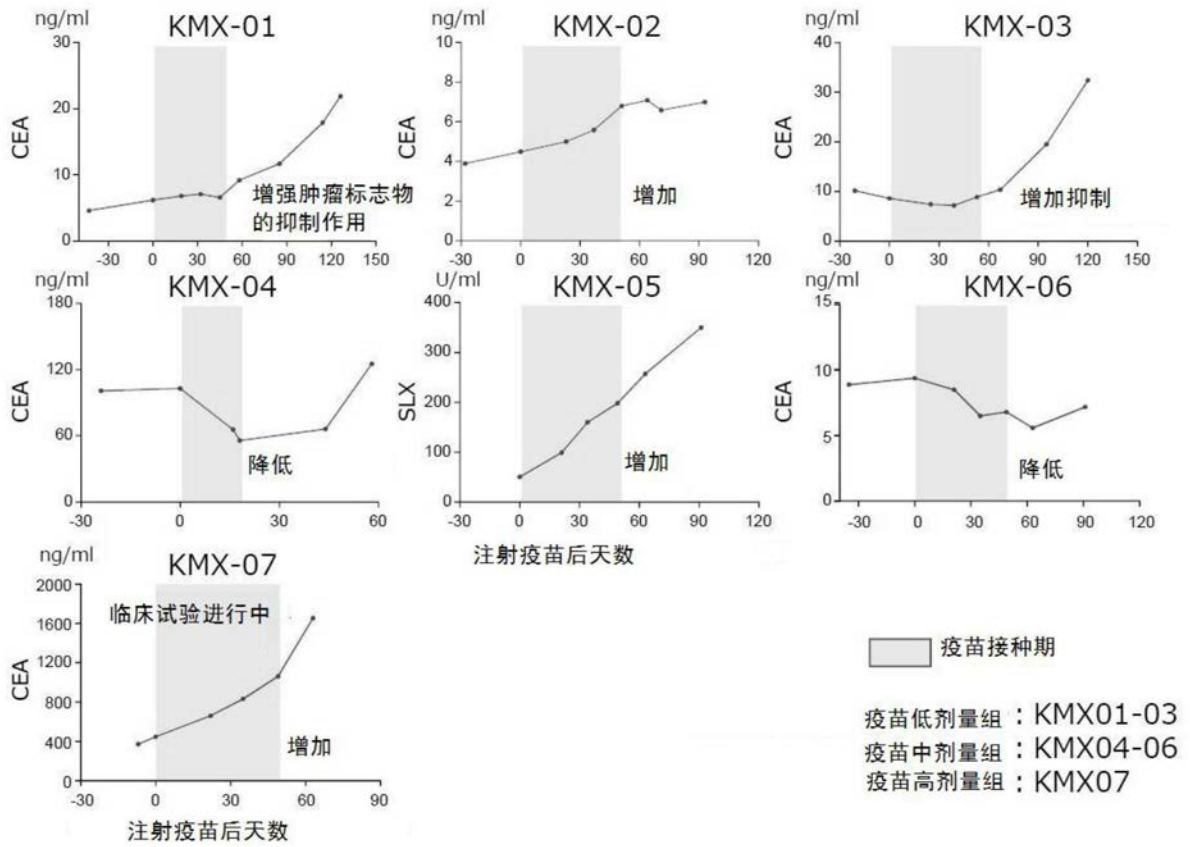 KMX-01
ng/ml
30
20
10
0
CEA
增强肿瘤标志物
的抑制作用
-30 0 30 60 90 120 150
KMX-02
ng/ml
10
8
6
4
2
0
CEA
增加
-30 0 30 60 90 120
KMX-03
ng/ml
40
30
20
10
0
CEA
增加抑制
-30 0 30 60 90 120 150
KMX-04
ng/ml
180
120
60
0
CEA
降低
-30 0 30 60
KMX-05
U/ml
400
300
200
100
0
SLX
增加
-30 0 30 60 90 120
注射疫苗后天数
KMX-06
ng/ml
15
10
5
0
CEA
降低
-30 0 30 60 90 120
KMX-07
ng/ml
2000
1600
1200
800
400
0
CEA
临床试验进行中
增加
-30 0 30 60 90
注射疫苗后天数
疫苗接种期
疫苗低剂量组：KMX01-03
疫苗中剂量组：KMX04-06
疫苗高剂量组：KMX07